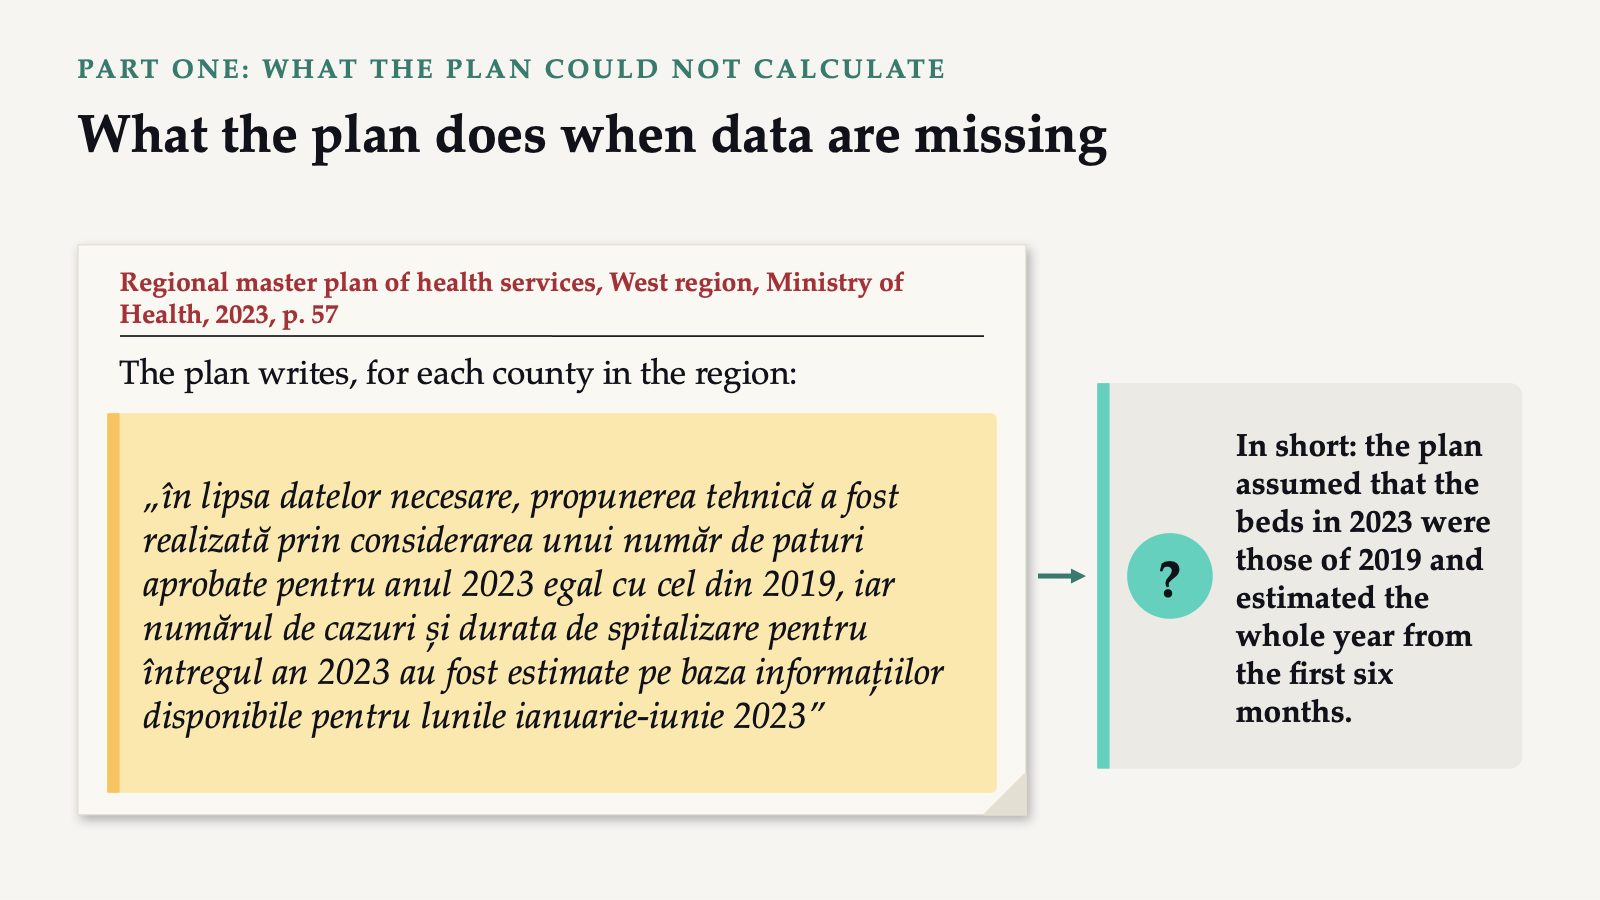 PART ONE: WHAT THE PLAN COULD NOT CALCULATE
What the plan does when data are missing
Regional master plan of health services, West region, Ministry of
Health, 2023, p. 57
The plan writes, for each county in the region:
„în lipsa datelor necesare, propunerea tehnică a fost
realizată prin considerarea unui număr de paturi
aprobate pentru anul 2023 egal cu cel din 2019, iar
numărul de cazuri și durata de spitalizare pentru
întregul an 2023 au fost estimate pe baza informațiilor
disponibile pentru lunile ianuarie-iunie 2023”
?
In short: the plan
assumed that the
beds in 2023 were
those of 2019 and
estimated the
whole year from
the first six
months.